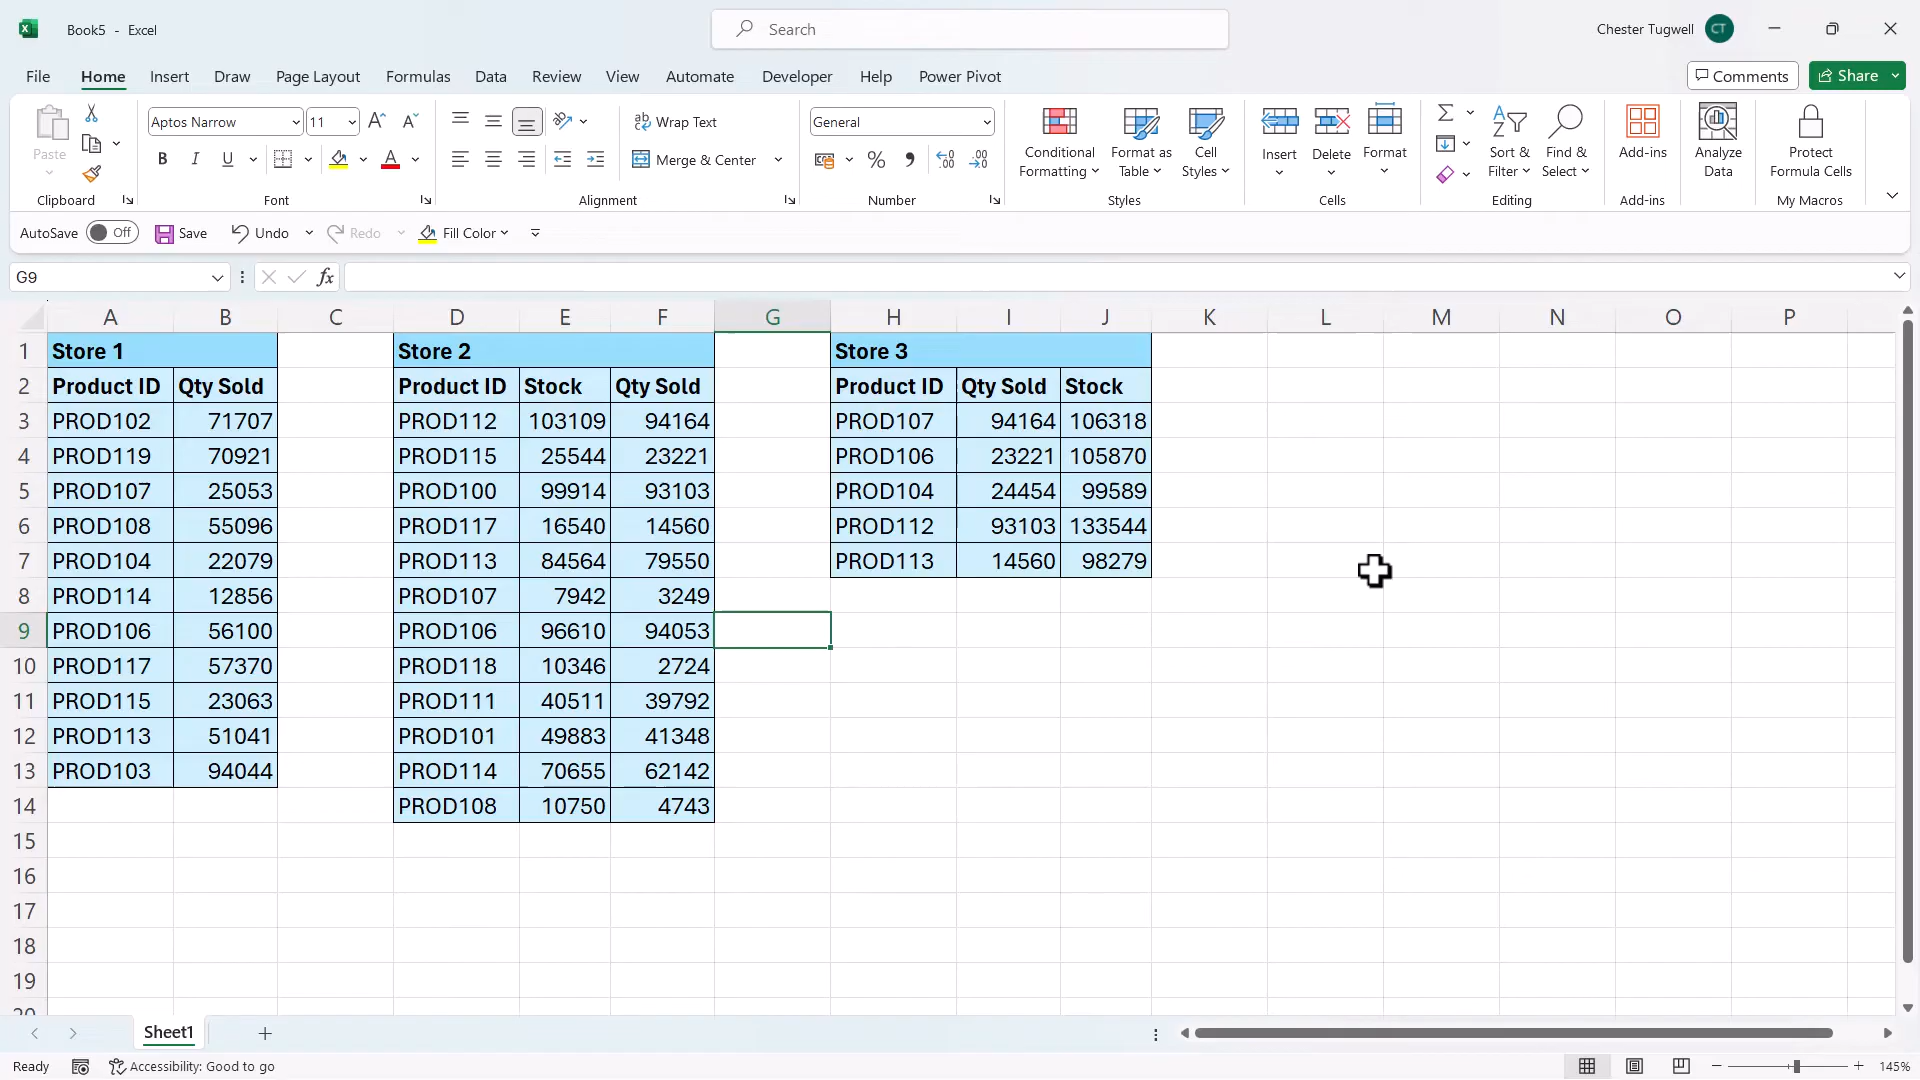 Book5 - Excel
Search
Chester Tugwell CT
File Home Insert Draw Page Layout Formulas Data Review View Automate Developer Help Power Pivot
Comments Share
Paste
Aptos Narrow 11
Wrap Text
Merge & Center
General
Conditional Formatting
Format as Table
Cell Styles
Insert Delete Format
Sort & Filter
Find & Select
Add-ins
Analyze Data
Protect Formula Cells
Clipboard Font Alignment Number Styles Cells Editing Add-ins My Macros
AutoSave Off Save Undo Redo Fill Color
G9 fx
A B C D E F G H I J K L M N O P
1 Store 1 Store 2 Store 3
2 Product ID Qty Sold Product ID Stock Qty Sold Product ID Qty Sold Stock
3 PROD102 71707 PROD112 103109 94164 PROD107 94164 106318
4 PROD119 70921 PROD115 25544 23221 PROD106 23221 105870
5 PROD107 25053 PROD100 99914 93103 PROD104 24454 99589
6 PROD108 55096 PROD117 16540 14560 PROD112 93103 133544
7 PROD104 22079 PROD113 84564 79550 PROD113 14560 98279
8 PROD114 12856 PROD107 7942 3249
9 PROD106 56100 PROD106 96610 94053
10 PROD117 57370 PROD118 10346 2724
11 PROD115 23063 PROD111 40511 39792
12 PROD113 51041 PROD101 49883 41348
13 PROD103 94044 PROD114 70655 62142
14 PROD108 10750 4743
15
16
17
18
19
20
Sheet1
Ready Accessibility: Good to go 145%